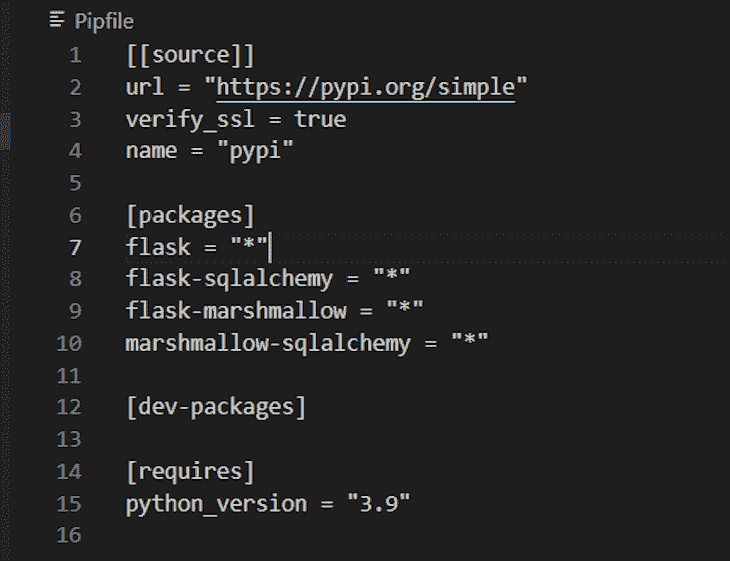 Pipfile
1 [[source]]
2 url = "https://pypi.org/simple"
3 verify_ssl = true
4 name = "pypi"
5
6 [packages]
7 flask = "*"
8 flask-sqlalchemy = "*"
9 flask-marshmallow = "*"
10 marshmallow-sqlalchemy = "*"
11
12 [dev-packages]
13
14 [requires]
15 python_version = "3.9"
16